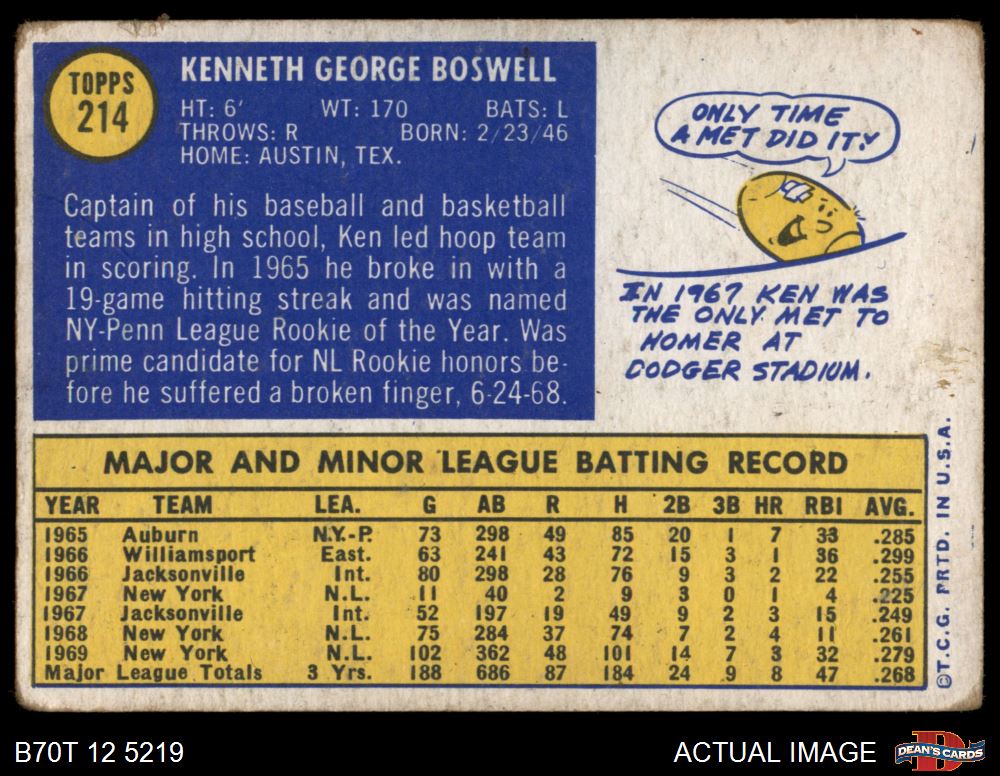 TOPPS
214
KENNETH GEORGE BOSWELL
HT: 6' WT: 170 BATS: L
THROWS: R BORN: 2/23/46
HOME: AUSTIN, TEX.
Captain of his baseball and basketball
teams in high school, Ken led hoop team
in scoring. In 1965 he broke in with a
19-game hitting streak and was named
NY-Penn League Rookie of the Year. Was
prime candidate for NL Rookie honors be-
fore he suffered a broken finger, 6-24-68.
ONLY TIME
A MET DID IT!
IN 1967 KEN WAS
THE ONLY MET TO
HOMER AT
DODGER STADIUM.
MAJOR AND MINOR LEAGUE BATTING RECORD
YEAR TEAM LEA. G AB R H 2B 3B HR RBI AVG.
1965 Auburn N.Y.-P. 73 298 49 85 20 1 7 33 .285
1966 Williamsport East. 63 241 43 72 15 3 1 36 .299
1966 Jacksonville Int. 80 298 28 76 9 3 2 22 .255
1967 New York N.L. 11 40 2 9 3 0 1 4 .225
1967 Jacksonville Int. 52 197 19 49 9 2 3 15 .249
1968 New York N.L. 75 284 37 74 7 2 4 11 .261
1969 New York N.L. 102 362 48 101 14 7 3 32 .279
Major League Totals 3 Yrs. 188 686 87 184 24 9 8 47 .268
©T.C.G. PRTD. IN U.S.A.
B70T 12 5219
ACTUAL IMAGE
DEAN'S CARDS